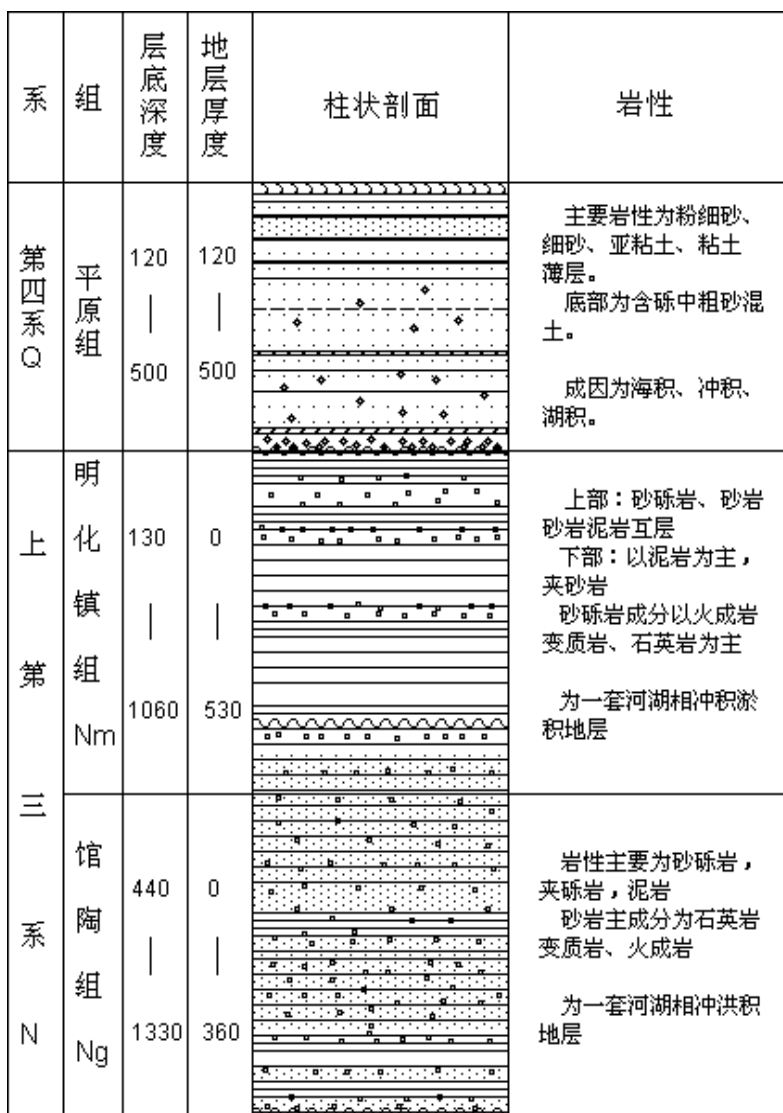 系 组 层底深度 地层厚度 柱状剖面 岩性
第四系Q
平原组
120
—
500
120
—
500
主要岩性为粉细砂、
细砂、亚粘土、粘土
薄层。
底部为含砾中粗砂混
土。
成因为海积、冲积、
湖积。
上第三系N
明化镇组Nm
130
—
1060
0
—
530
上部：砂砾岩、砂岩
砂岩泥岩互层
下部：以泥岩为主，
夹砂岩
砂砾岩成分以火成岩
变质岩、石英岩为主
为一套河湖相冲积淤
积地层
馆陶组Ng
440
—
1330
0
—
360
岩性主要为砂砾岩，
夹砾岩，泥岩
砂岩主成分为石英岩
变质岩、火成岩
为一套河湖相冲洪积
地层